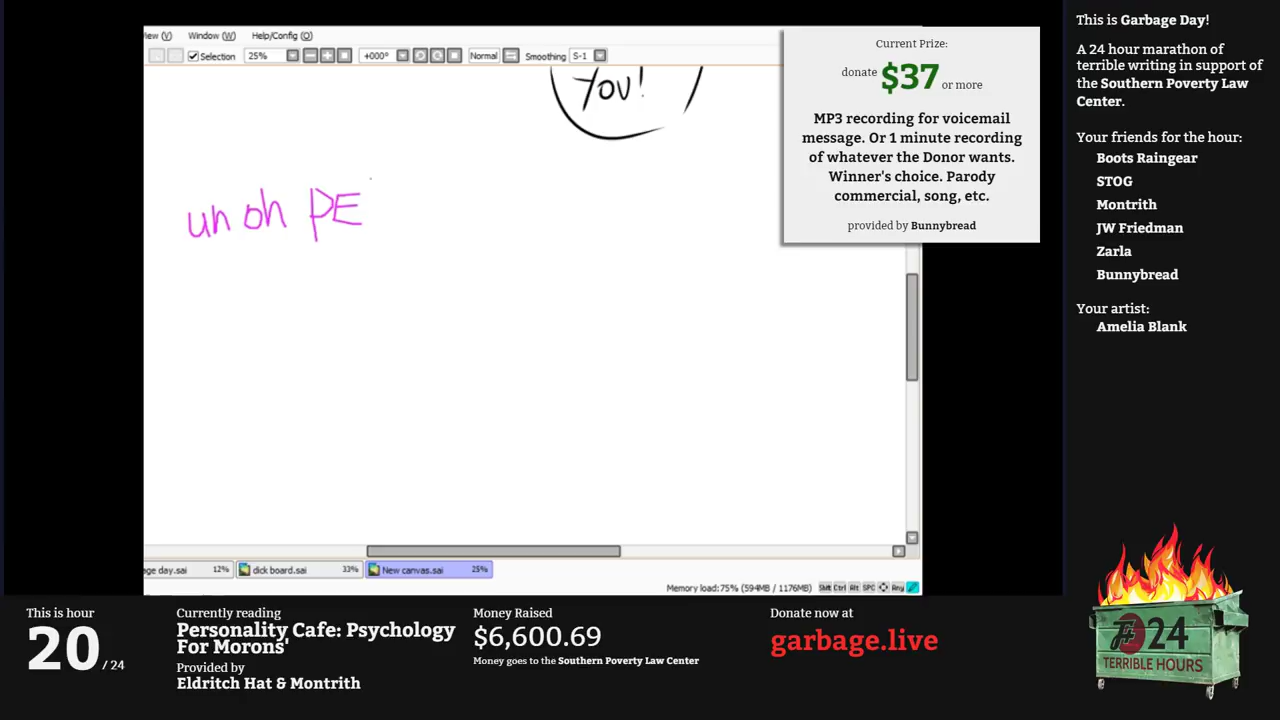 iew (V) Window (W) Help/Config (O)
Selection 25% +000° Normal Smoothing S-1
YOU!
uh oh PE
age day.sai 12% dick board.sai 33% New canvas.sai 25%
Memory load:75% (594MB / 1176MB) Shft Ctrl Alt SPC Any
Current Prize:
donate $37 or more
MP3 recording for voicemail
message. Or 1 minute recording
of whatever the Donor wants.
Winner's choice. Parody
commercial, song, etc.
provided by Bunnybread
This is Garbage Day!
A 24 hour marathon of
terrible writing in support of
the Southern Poverty Law
Center.
Your friends for the hour:
Boots Raingear
STOG
Montrith
JW Friedman
Zarla
Bunnybread
Your artist:
Amelia Blank
This is hour
20 / 24
Currently reading
Personality Cafe: Psychology
For Morons'
Provided by
Eldritch Hat & Montrith
Money Raised
$6,600.69
Money goes to the Southern Poverty Law Center
Donate now at
garbage.live
24
TERRIBLE HOURS